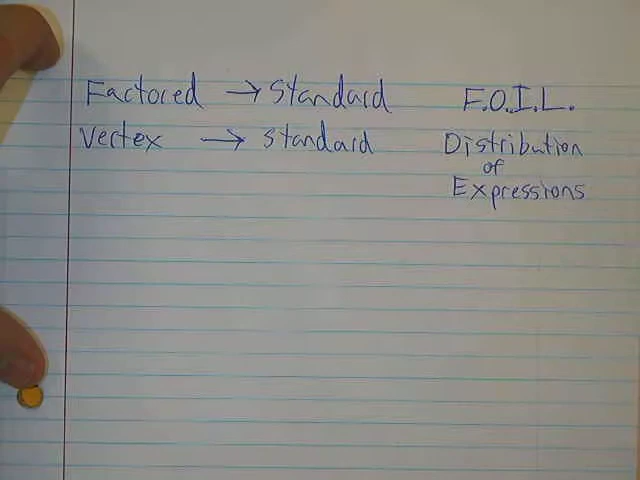 Factored → Standard F.O.I.L.
Vertex → Standard Distribution
of
Expressions